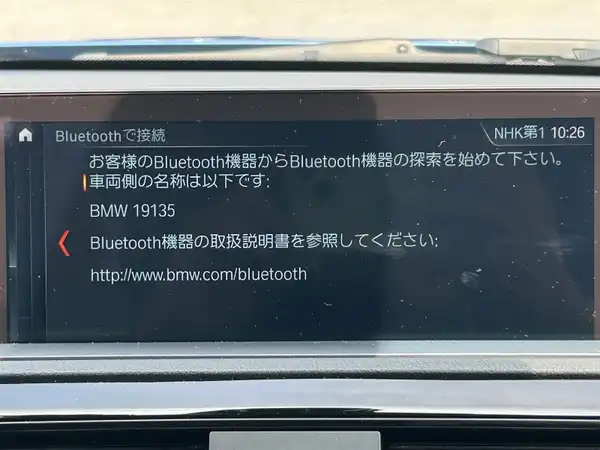 Bluetoothで接続
NHK第1 10:26
お客様のBluetooth機器からBluetooth機器の探索を始めて下さい。
車両側の名称は以下です:
BMW 19135
Bluetooth機器の取扱説明書を参照してください:
http://www.bmw.com/bluetooth